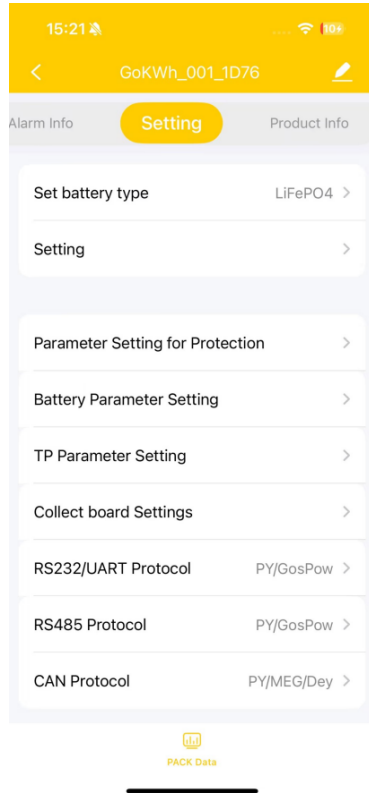 15:21
10+
GoKWh_001_1D76
Alarm Info Setting Product Info
Set battery type LiFePO4
Setting
Parameter Setting for Protection
Battery Parameter Setting
TP Parameter Setting
Collect board Settings
RS232/UART Protocol PY/GosPow
RS485 Protocol PY/GosPow
CAN Protocol PY/MEG/Dey
PACK Data